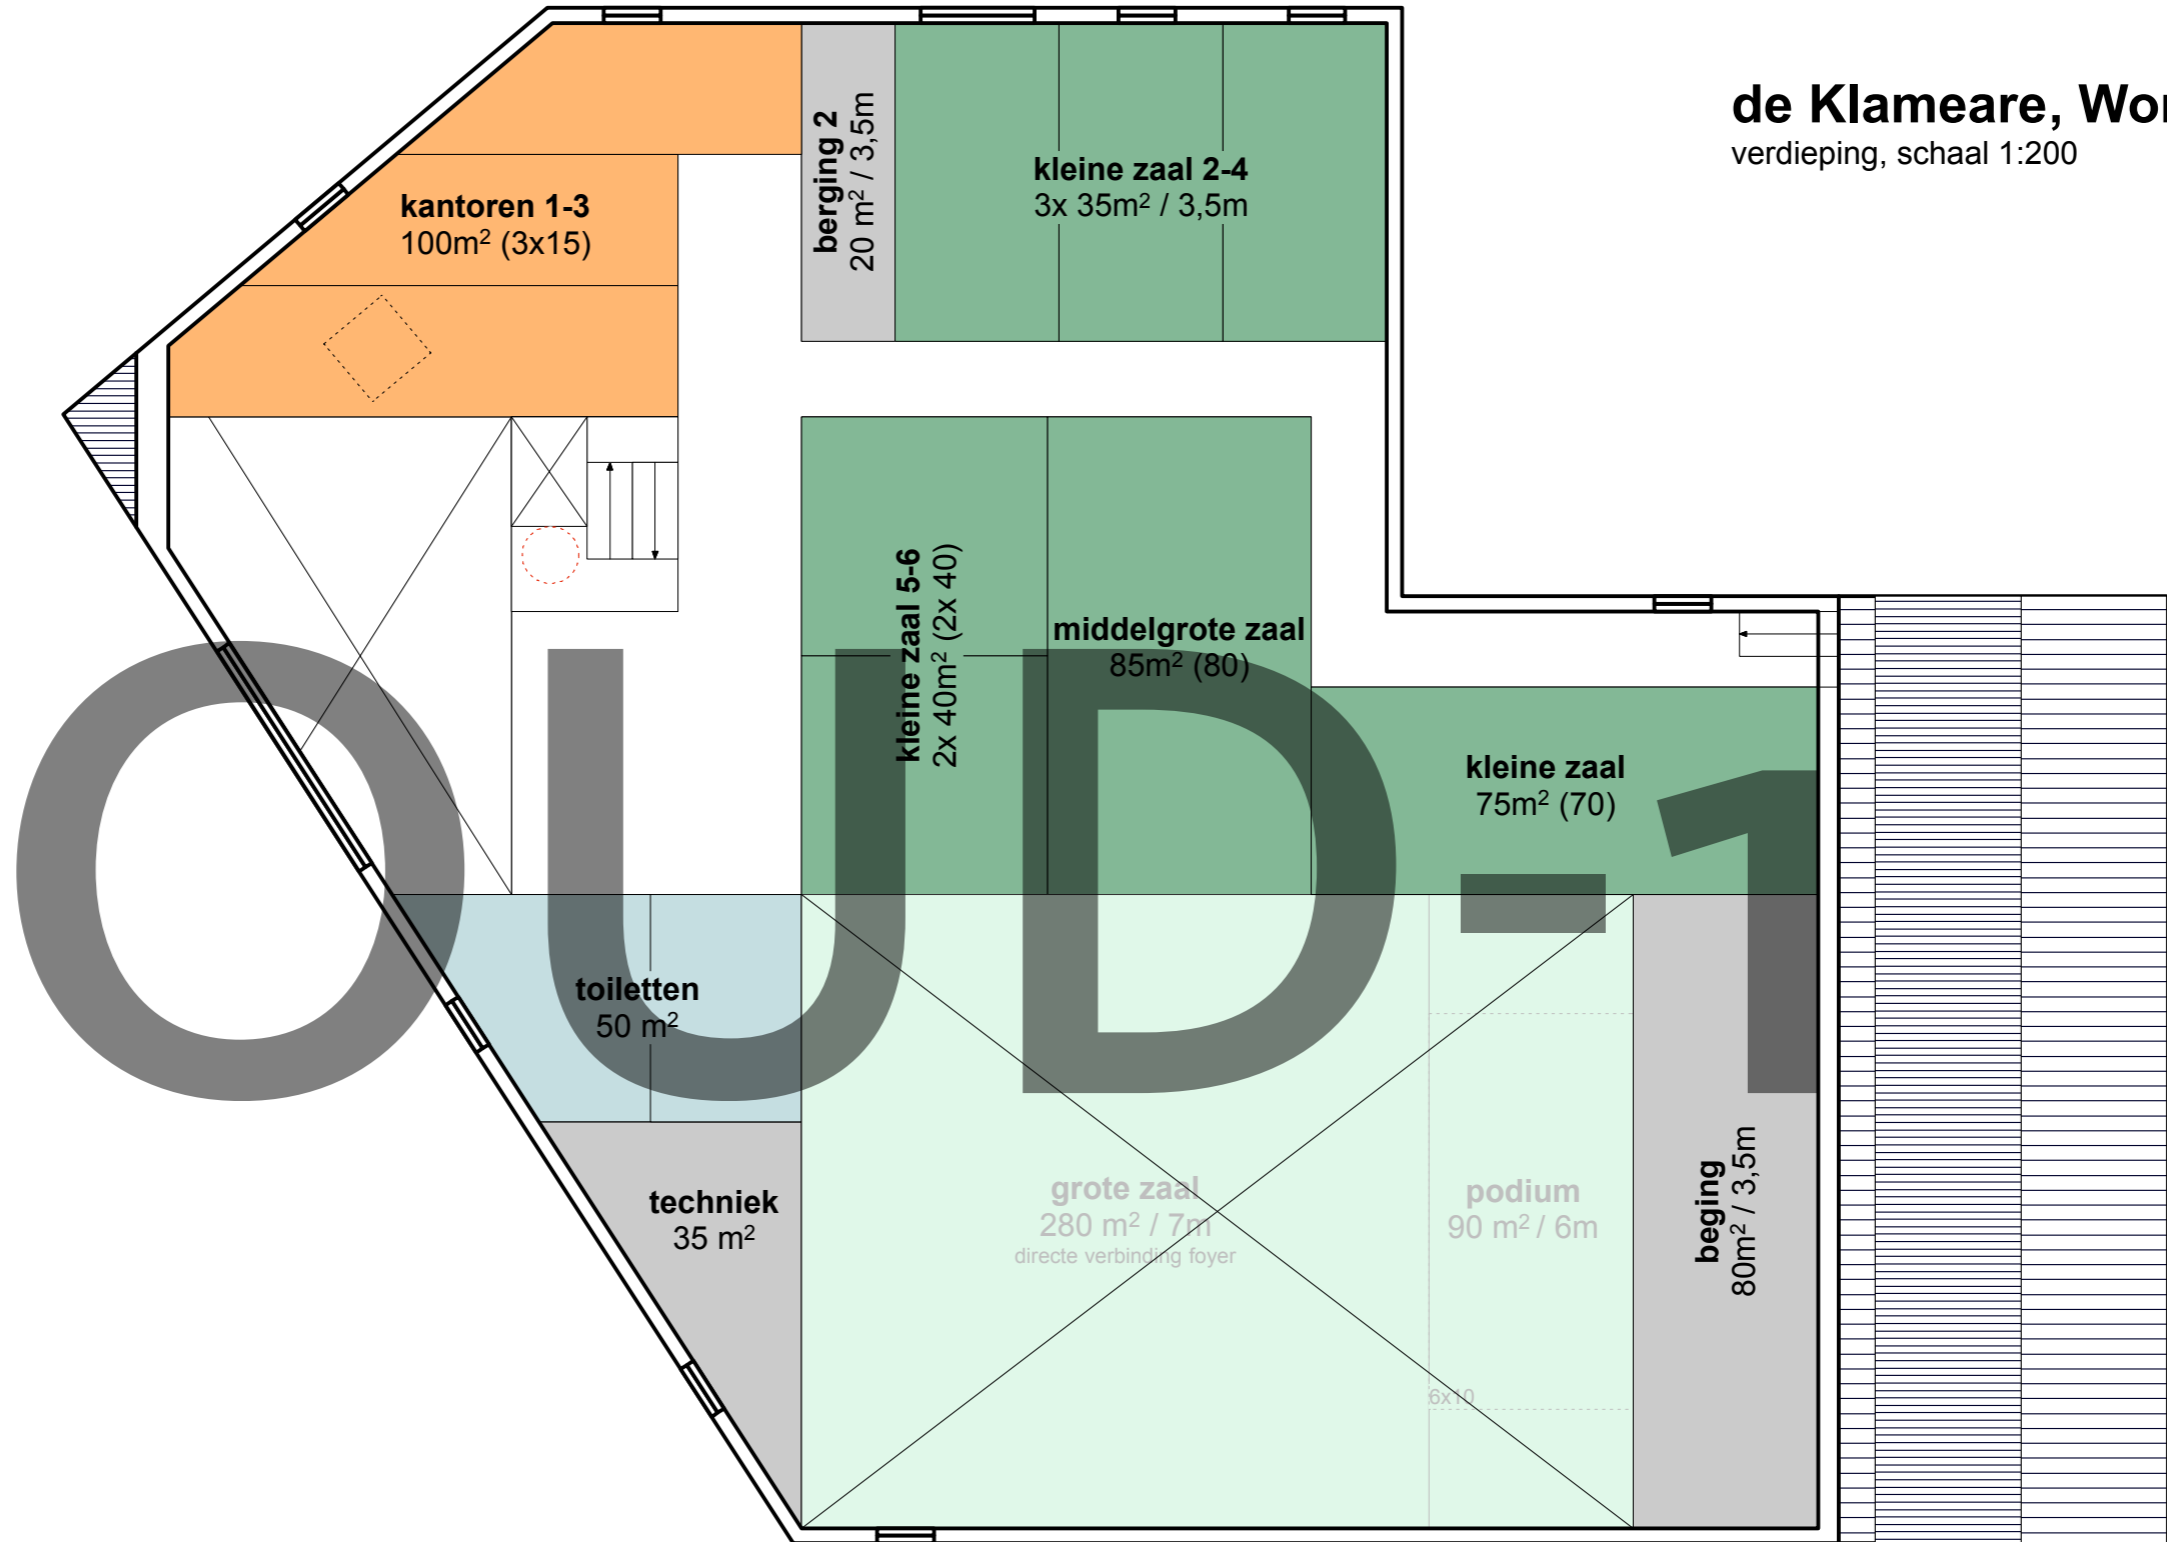 de Klameare, Wor
verdieping, schaal 1:200
berging 2
20 m² / 3,5m
kleine zaal 2-4
3x 35m² / 3,5m
kantoren 1-3
100m² (3x15)
kleine zaal 5-6
2x 40m² (2x 40)
middelgrote zaal
85m² (80)
kleine zaal
75m² (70)
OUD-1
toiletten
50 m²
techniek
35 m²
grote zaal
280 m² / 7m
directe verbinding foyer
podium
90 m² / 6m
6x10
beging
80m² / 3,5m